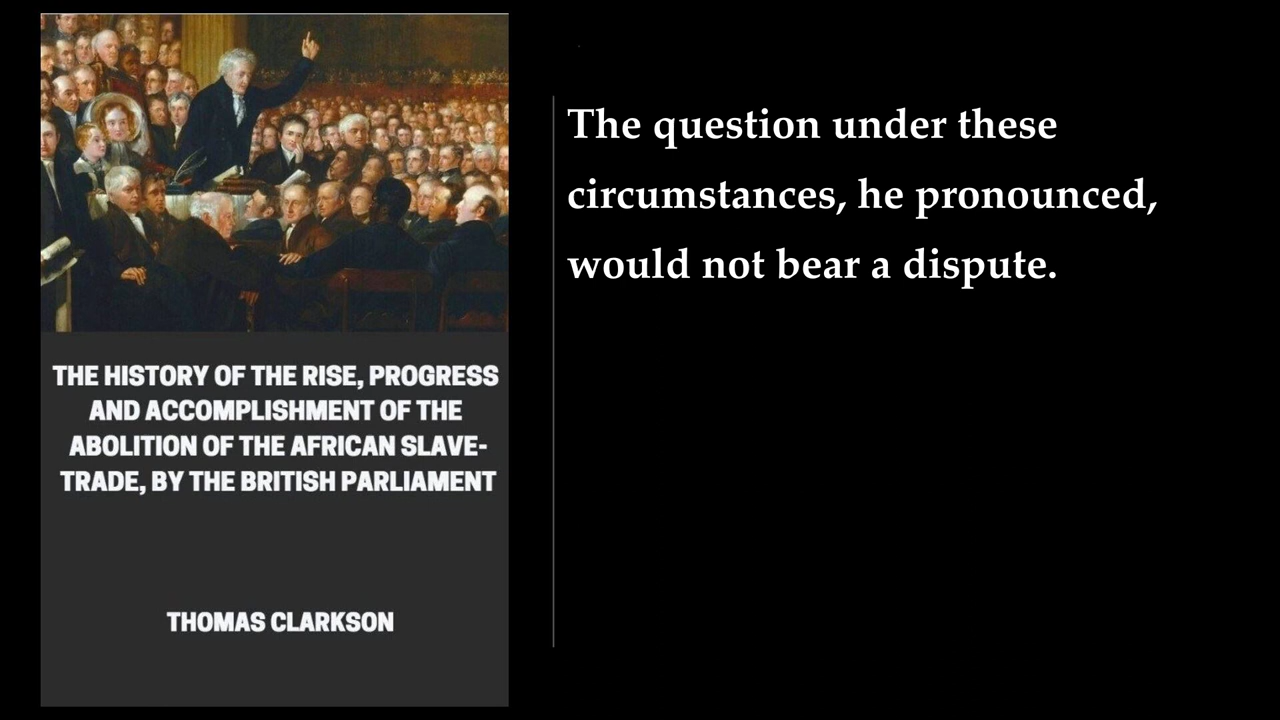 THE HISTORY OF THE RISE, PROGRESS
AND ACCOMPLISHMENT OF THE
ABOLITION OF THE AFRICAN SLAVE-
TRADE, BY THE BRITISH PARLIAMENT
THOMAS CLARKSON
The question under these
circumstances, he pronounced,
would not bear a dispute.